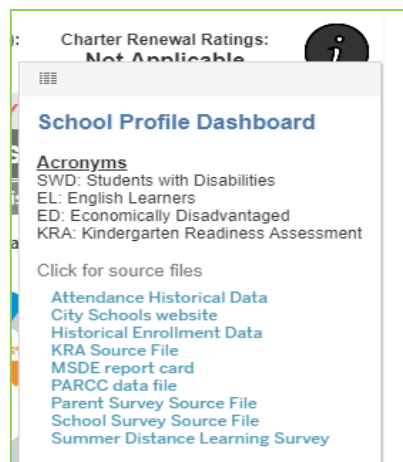 Charter Renewal Ratings:
Not Applicable
i
School Profile Dashboard
Acronyms
SWD: Students with Disabilities
EL: English Learners
ED: Economically Disadvantaged
KRA: Kindergarten Readiness Assessment
Click for source files
Attendance Historical Data
City Schools website
Historical Enrollment Data
KRA Source File
MSDE report card
PARCC data file
Parent Survey Source File
School Survey Source File
Summer Distance Learning Survey